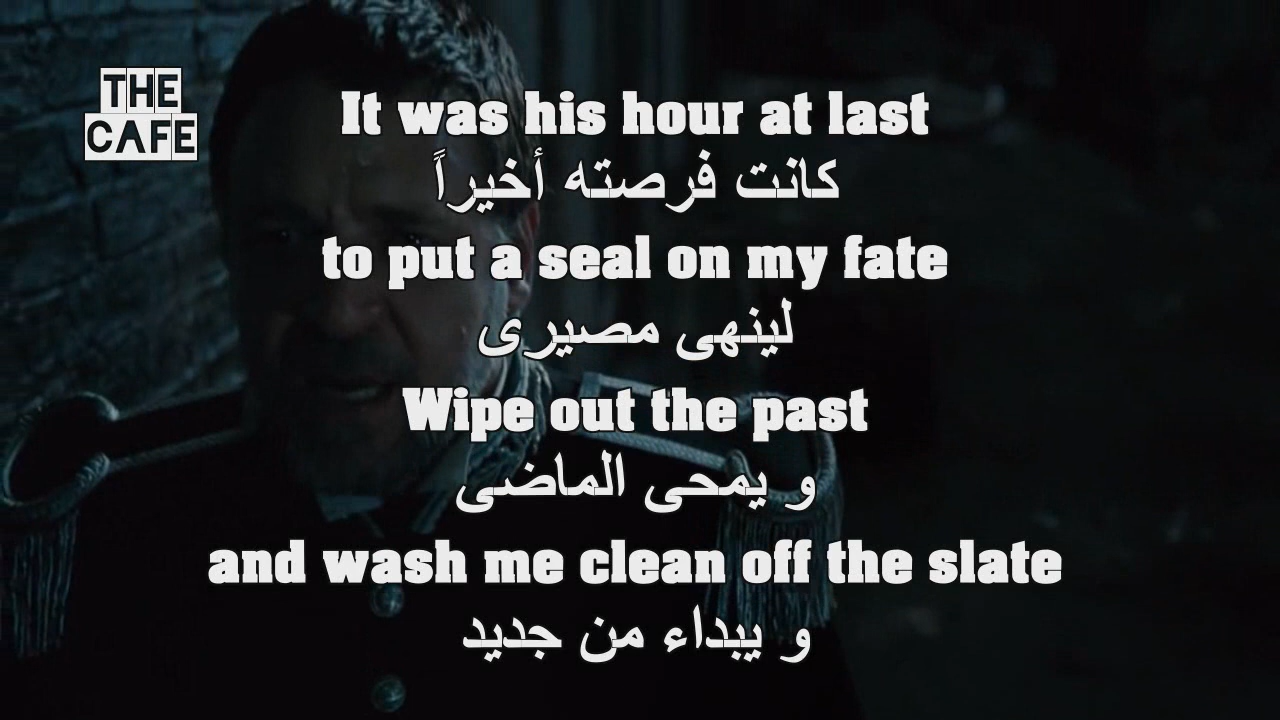 THE
CAFE
It was his hour at last
كانت فرصته أخيراً
to put a seal on my fate
لينهى مصيرى
Wipe out the past
و يمحى الماضى
and wash me clean off the slate
و يبداء من جديد